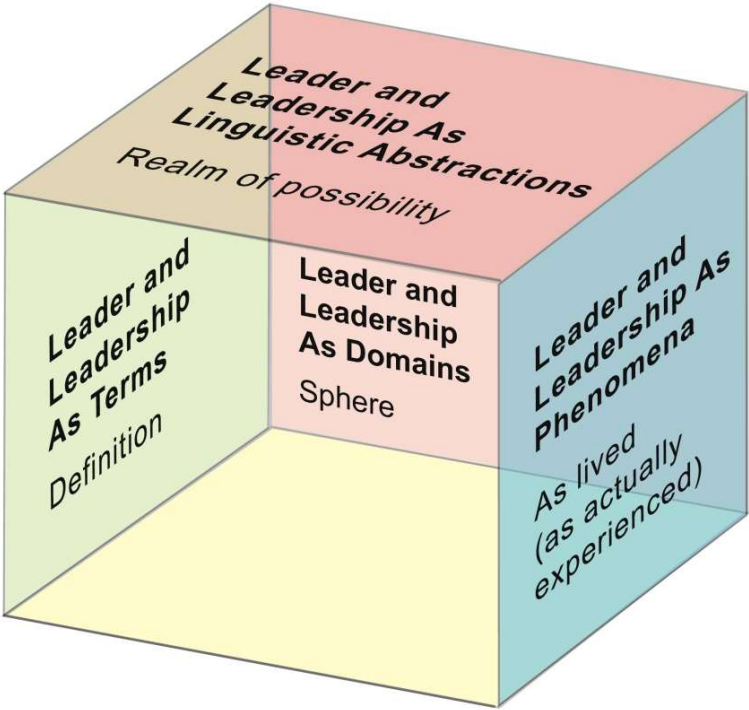 Leader and
Leadership As
Linguistic Abstractions
Realm of possibility
Leader and
Leadership
As Terms
Definition
Leader and
Leadership
As Domains
Sphere
Leader and
Leadership As
Phenomena
As lived
(as actually
experienced)